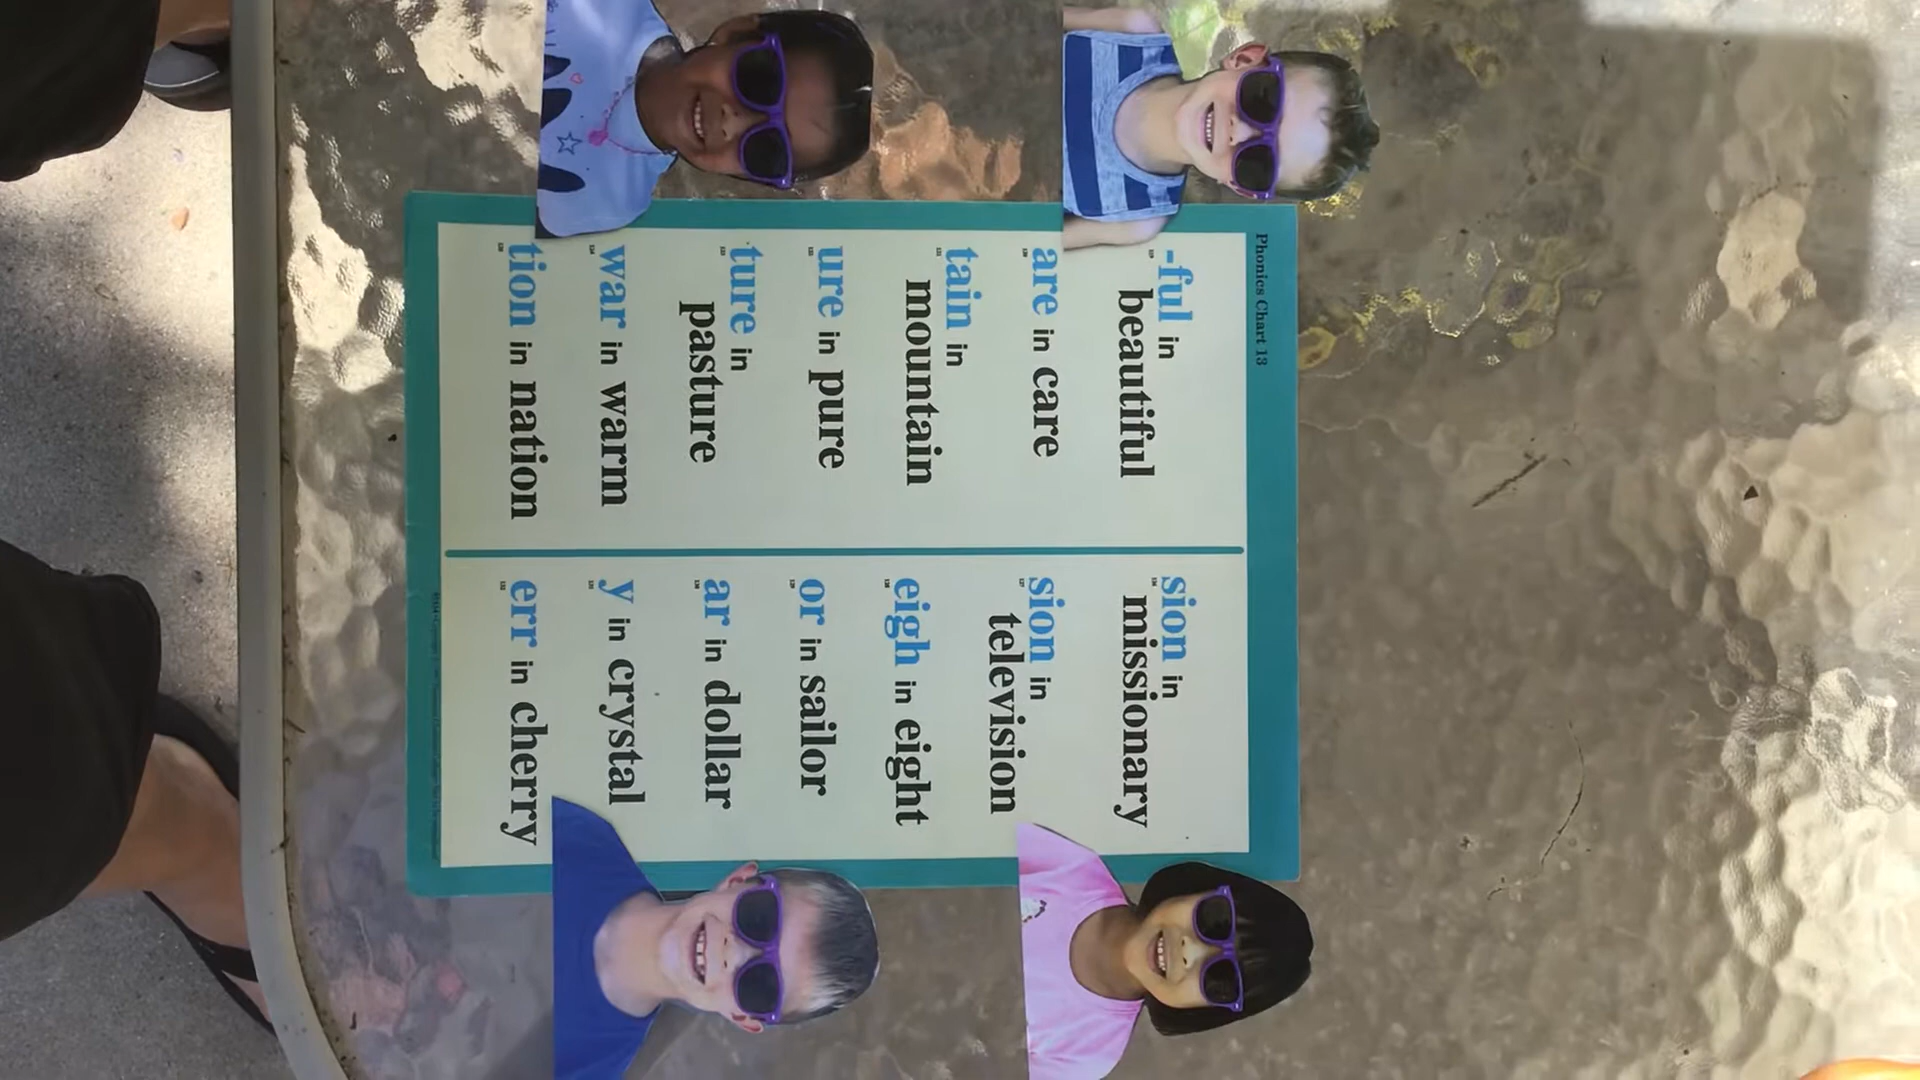 Phonics Chart 13
-ful in
beautiful
are in care
tain in
mountain
ure in pure
ture in
pasture
war in warm
tion in nation
sion in
missionary
sion in
television
eigh in eight
or in sailor
ar in dollar
y in crystal
err in cherry